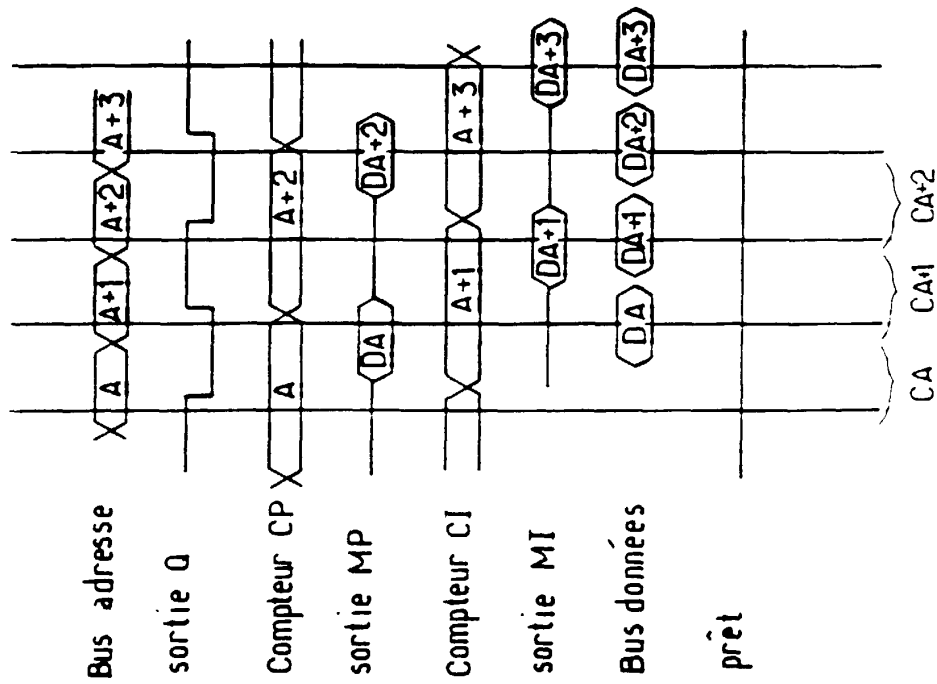 Bus adresse A A+1 A+2 A+3
sortie Q
Compteur CP A A+2
sortie MP DA DA+2
Compteur CI A+1 A+3
sortie MI DA+1 DA+3
Bus données DA DA+1 DA+2 DA+3
prêt
CA CA+1 CA+2